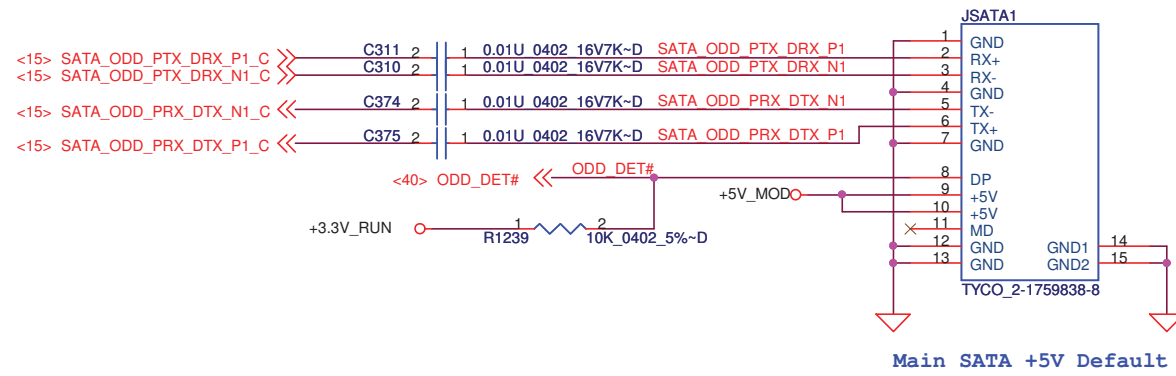 JSATA1
<15> SATA_ODD_PTX_DRX_P1_C C311 2 1 0.01U_0402_16V7K~D SATA_ODD_PTX_DRX_P1 1 GND
2 RX+
<15> SATA_ODD_PTX_DRX_N1_C C310 2 1 0.01U_0402_16V7K~D SATA_ODD_PTX_DRX_N1 3 RX-
4 GND
<15> SATA_ODD_PRX_DTX_N1_C C374 2 1 0.01U_0402_16V7K~D SATA_ODD_PRX_DTX_N1 5 TX-
6 TX+
<15> SATA_ODD_PRX_DTX_P1_C C375 2 1 0.01U_0402_16V7K~D SATA_ODD_PRX_DTX_P1 7 GND
<40> ODD_DET# ODD_DET# 8 DP
+5V_MOD 9 +5V
10 +5V
+3.3V_RUN 1 2 11 MD
R1239 10K_0402_5%~D 12 GND GND1 14
13 GND GND2 15
TYCO_2-1759838-8
Main SATA +5V Default